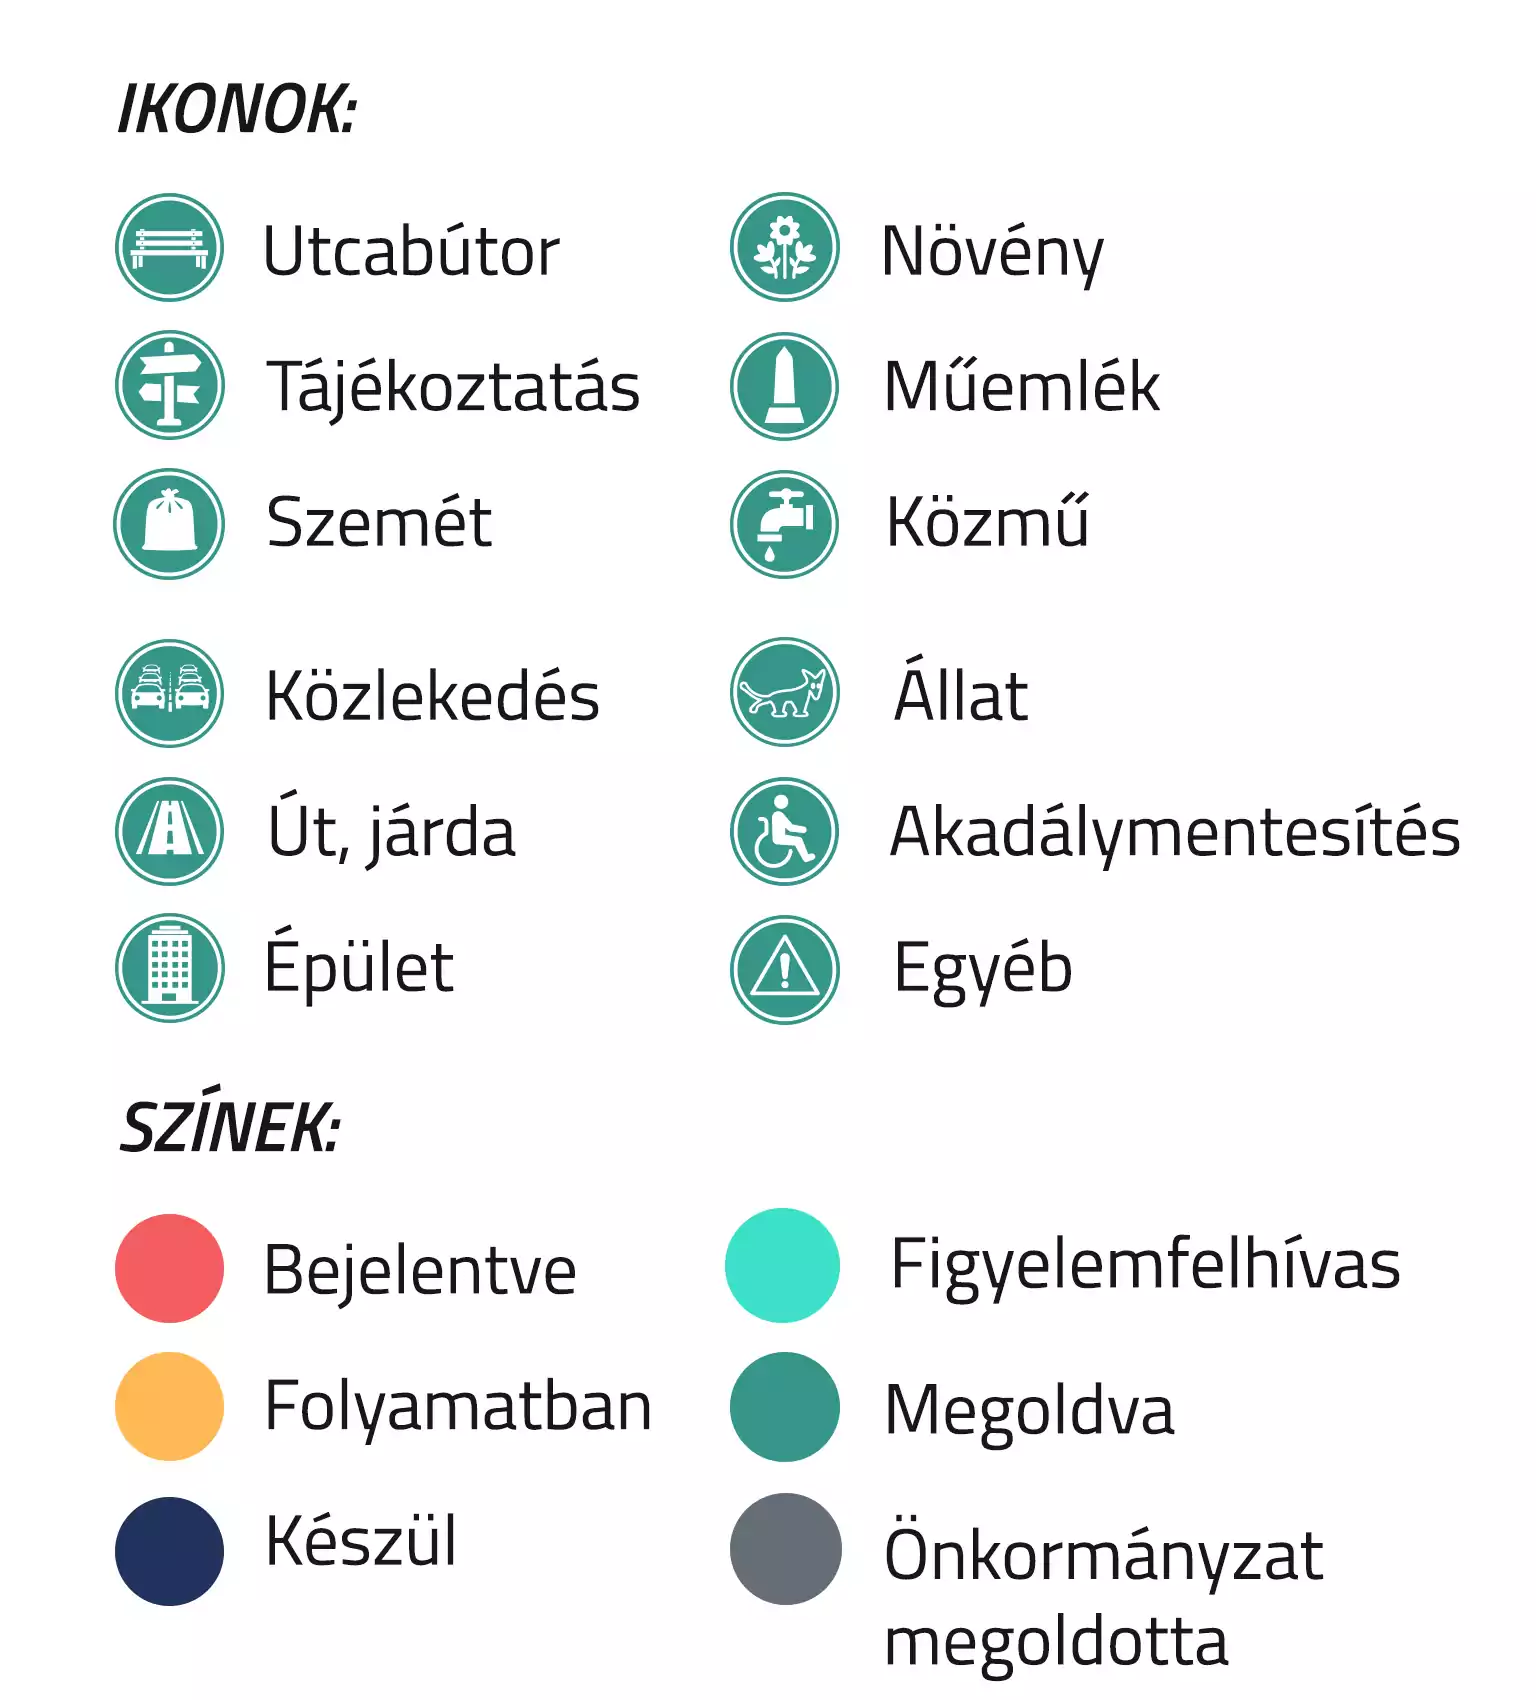 IKONOK:
Utcabútor
Növény
Tájékoztatás
Műemlék
Szemét
Közmű
Közlekedés
Állat
Út, járda
Akadálymentesítés
Épület
Egyéb
SZÍNEK:
Bejelentve
Figyelemfelhívas
Folyamatban
Megoldva
Készül
Önkormányzat
megoldotta